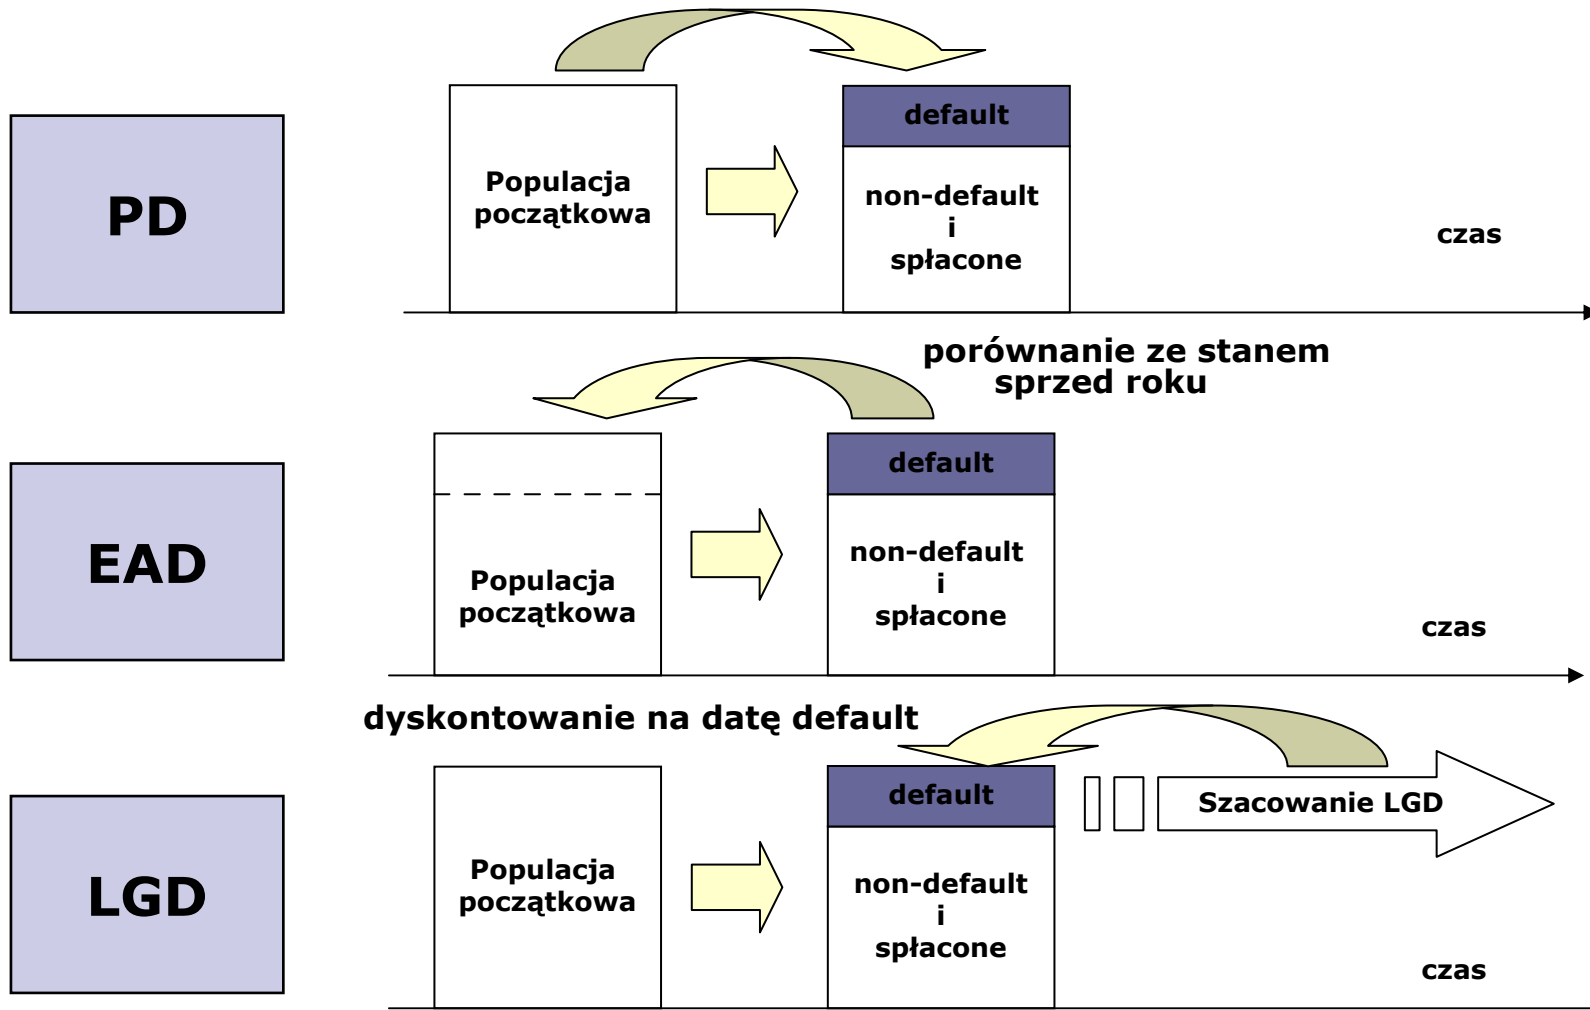 PD
Populacja
początkowa
default
non-default
i
spłacone
czas
porównanie ze stanem
sprzed roku
EAD
Populacja
początkowa
default
non-default
i
spłacone
czas
dyskontowanie na datę default
LGD
Populacja
początkowa
default
non-default
i
spłacone
Szacowanie LGD
czas